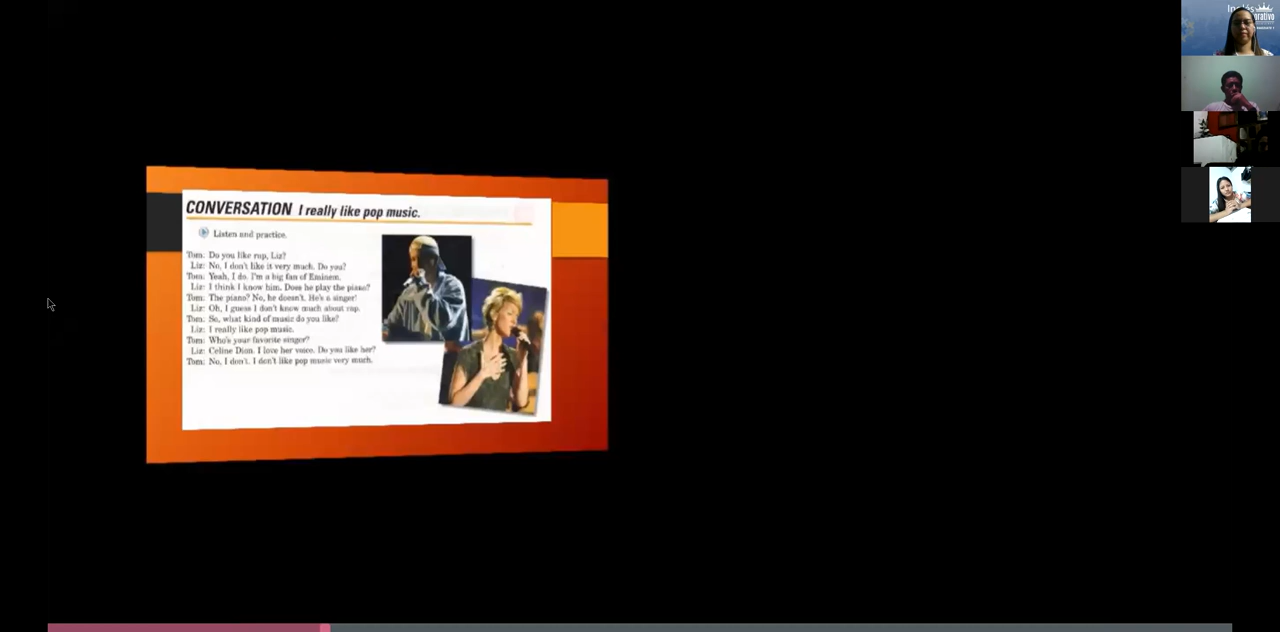 CONVERSATION I really like pop music.
Listen and practice.
Tom: Do you like rap, Liz?
Liz: No, I don't like it very much. Do you?
Tom: Yeah, I do. I'm a big fan of Eminem.
Liz: I think I know him. Does he play the piano?
Tom: The piano? No, he doesn't. He's a singer!
Liz: Oh, I guess I don't know much about rap.
Tom: So, what kind of music do you like?
Liz: I really like pop music.
Tom: Who's your favorite singer?
Liz: Celine Dion. I love her voice. Do you like her?
Tom: No, I don't. I don't like pop music very much.